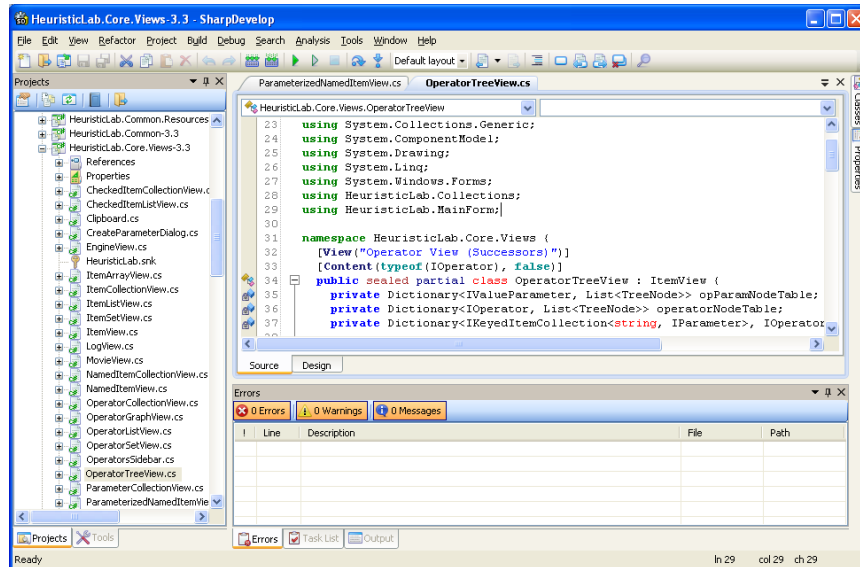 HeuristicLab.Core.Views-3.3 - SharpDevelop
File Edit View Refactor Project Build Debug Search Analysis Tools Window Help
Default layout
Projects
ParameterizedNamedItemView.cs OperatorTreeView.cs
Classes
Properties
HeuristicLab.Core.Views.OperatorTreeView
HeuristicLab.Common.Resources
HeuristicLab.Common-3.3
HeuristicLab.Core.Views-3.3
References
Properties
CheckedItemCollectionView.c
CheckedItemListView.cs
Clipboard.cs
CreateParameterDialog.cs
EngineView.cs
HeuristicLab.snk
ItemArrayView.cs
ItemCollectionView.cs
ItemListView.cs
ItemSetView.cs
ItemView.cs
LogView.cs
MovieView.cs
NamedItemCollectionView.cs
NamedItemView.cs
OperatorCollectionView.cs
OperatorGraphView.cs
OperatorListView.cs
OperatorSetView.cs
OperatorsSidebar.cs
OperatorTreeView.cs
ParameterCollectionView.cs
ParameterizedNamedItemVie
23 using System.Collections.Generic;
24 using System.ComponentModel;
25 using System.Drawing;
26 using System.Linq;
27 using System.Windows.Forms;
28 using HeuristicLab.Collections;
29 using HeuristicLab.MainForm;
30
31 namespace HeuristicLab.Core.Views {
32 [View("Operator View (Successors)")]
33 [Content(typeof(IOperator), false)]
34 public sealed partial class OperatorTreeView : ItemView {
35 private Dictionary<IValueParameter, List<TreeNode>> opParamNodeTable;
36 private Dictionary<IOperator, List<TreeNode>> operatorNodeTable;
37 private Dictionary<IKeyedItemCollection<string, IParameter>, IOperator
Source Design
Errors
0 Errors 0 Warnings 0 Messages
! Line Description File Path
Projects Tools
Errors Task List Output
Ready
ln 29 col 29 ch 29